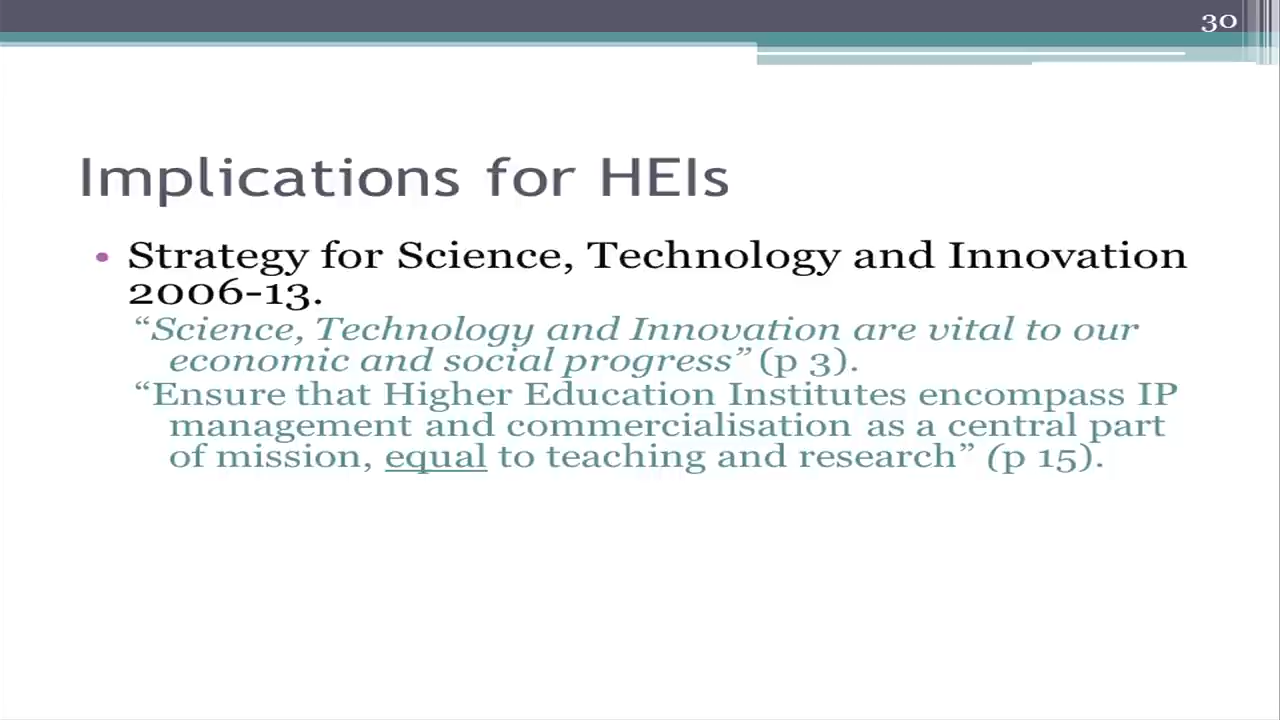 30
Implications for HEIs
• Strategy for Science, Technology and Innovation
2006-13.
“Science, Technology and Innovation are vital to our
economic and social progress” (p 3).
“Ensure that Higher Education Institutes encompass IP
management and commercialisation as a central part
of mission, equal to teaching and research” (p 15).